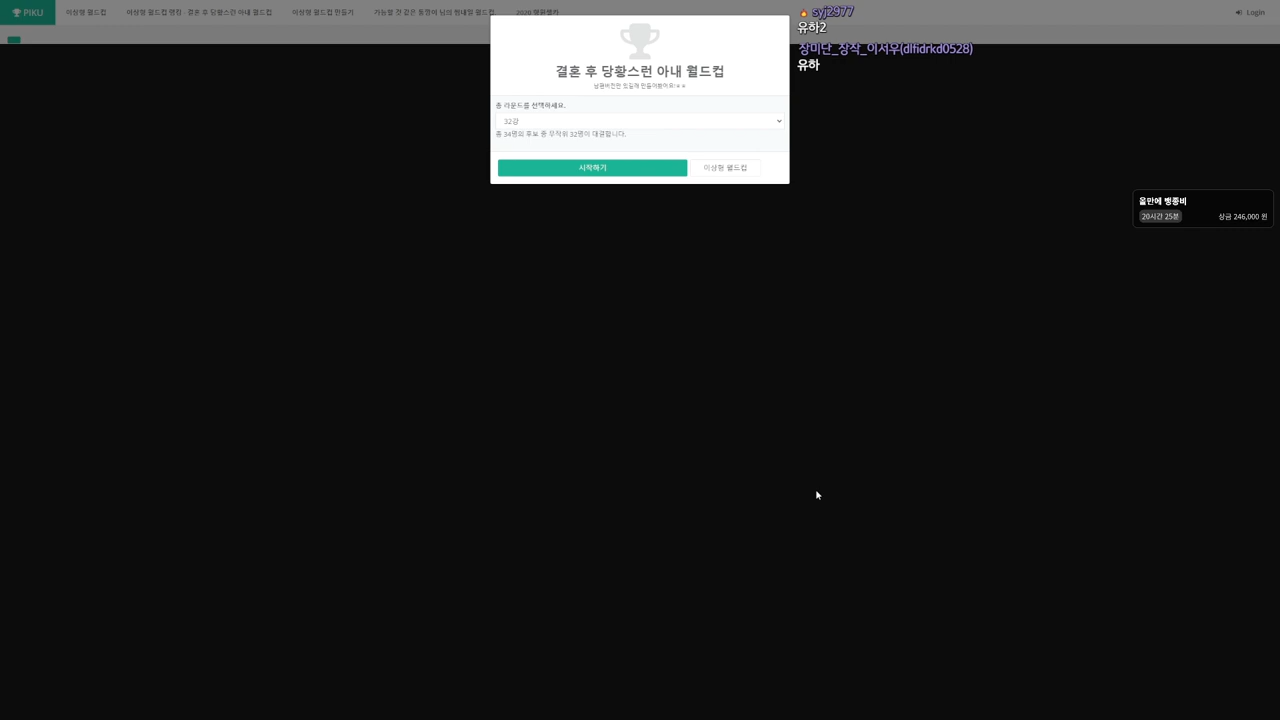 PIKU
이상형 월드컵
이상형 월드컵 랭킹 - 결혼 후 당황스런 아내 월드컵
이상형 월드컵 만들기
Login
syj2977
유하2
장미단_장작_이서우(dlfidrkd0528)
유하
결혼 후 당황스런 아내 월드컵
총 라운드를 선택하세요.
32강
총 34명의 후보 중 무작위 32명이 대결합니다.
시작하기
이상형 월드컵
올만에 벵종비
20시간 25분
상금 246,000 원